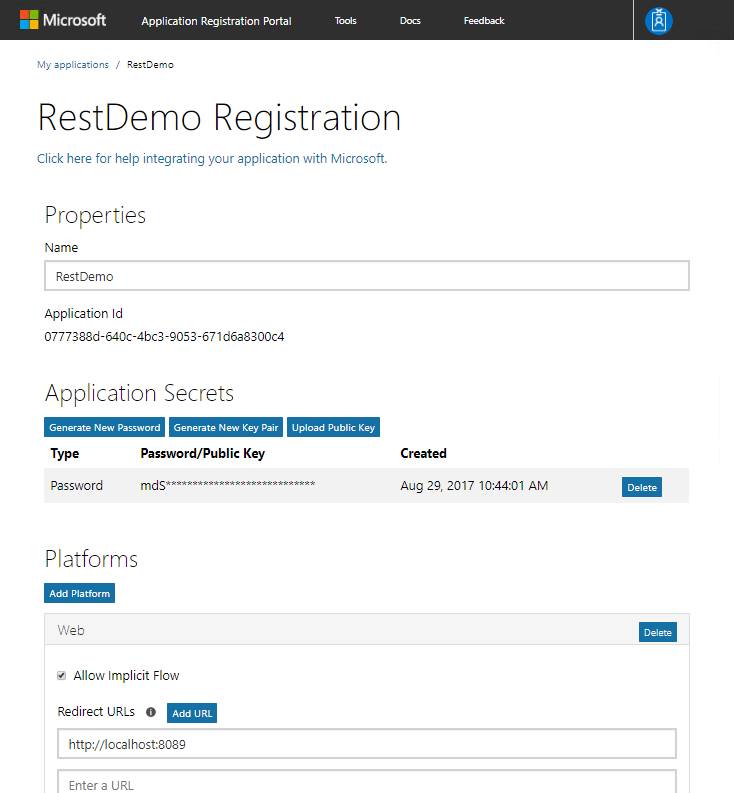 Microsoft Application Registration Portal Tools Docs Feedback
My applications / RestDemo
RestDemo Registration
Click here for help integrating your application with Microsoft.
Properties
Name
RestDemo
Application Id
0777388d-640c-4bc3-9053-671d6a8300c4
Application Secrets
Generate New Password Generate New Key Pair Upload Public Key
Type Password/Public Key Created
Password mdS**************************** Aug 29, 2017 10:44:01 AM Delete
Platforms
Add Platform
Web Delete
Allow Implicit Flow
Redirect URLs Add URL
http://localhost:8089
Enter a URL